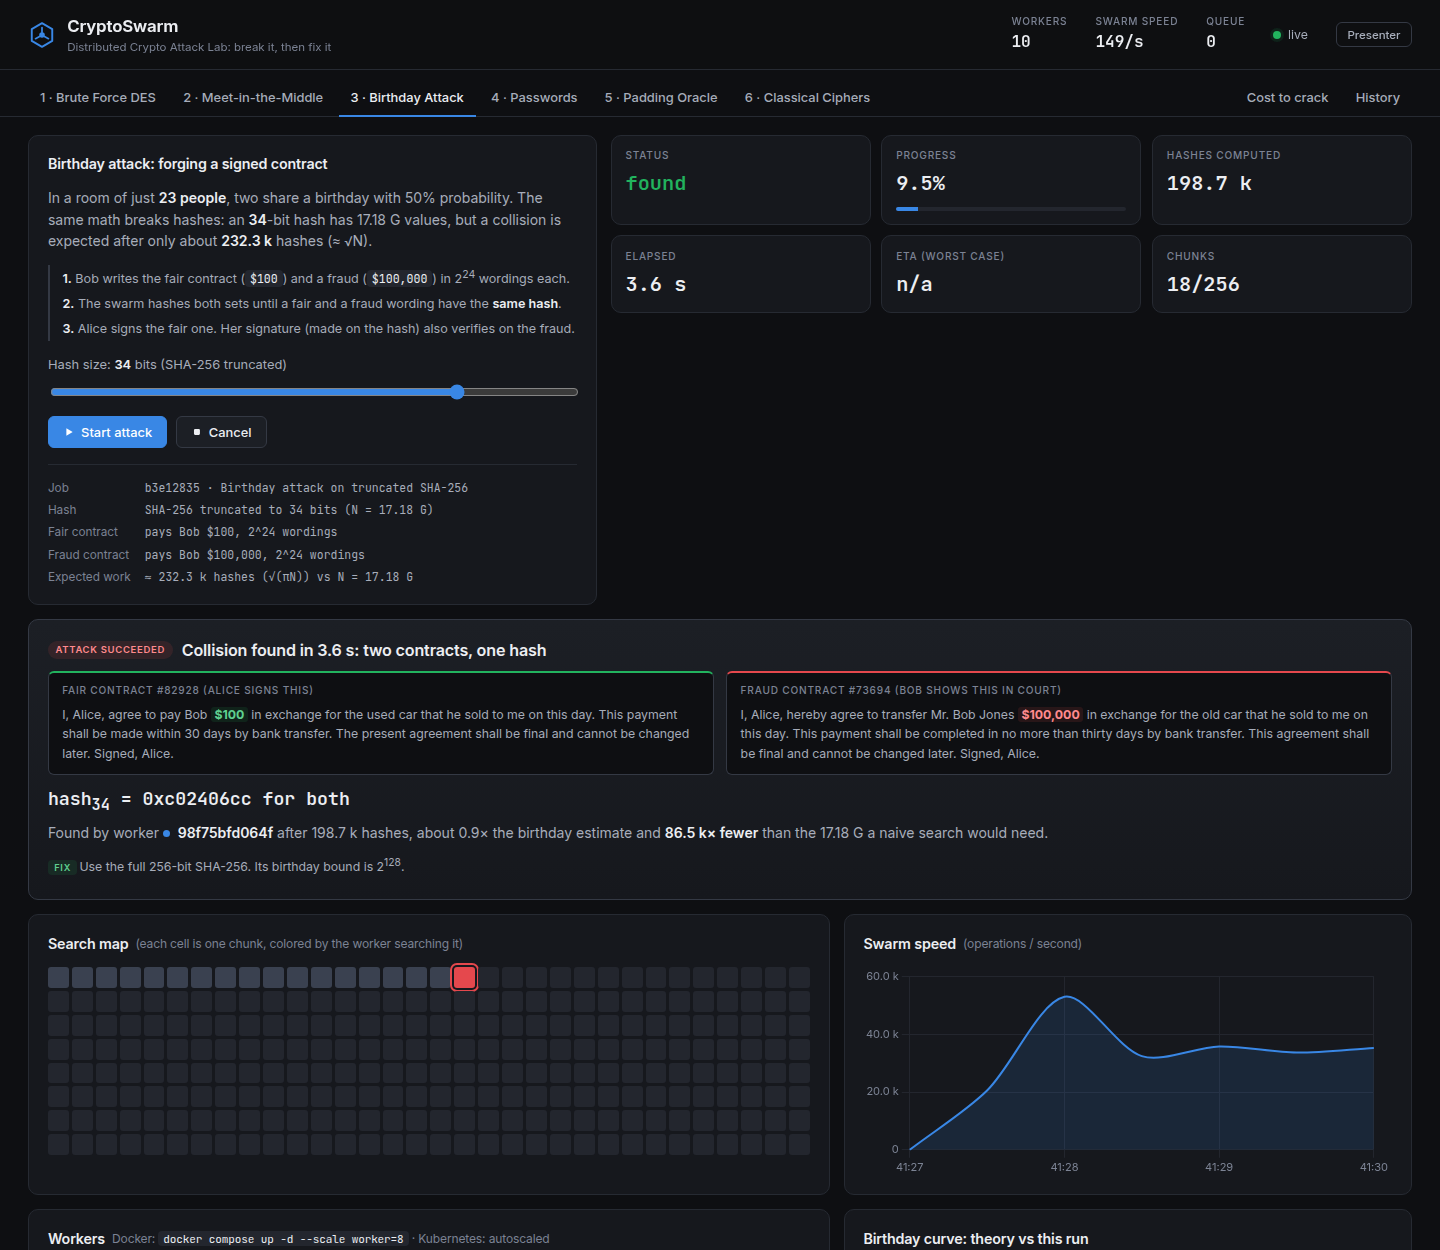 CryptoSwarm
Distributed Crypto Attack Lab: break it, then fix it
WORKERS
10
SWARM SPEED
149/s
QUEUE
0
live
Presenter
1 · Brute Force DES
2 · Meet-in-the-Middle
3 · Birthday Attack
4 · Passwords
5 · Padding Oracle
6 · Classical Ciphers
Cost to crack
History
Birthday attack: forging a signed contract
In a room of just 23 people, two share a birthday with 50% probability. The
same math breaks hashes: an 34-bit hash has 17.18 G values, but a collision is
expected after only about 232.3 k hashes (≈ √N).
1. Bob writes the fair contract ( $100 ) and a fraud ( $100,000 ) in 2^24 wordings each.
2. The swarm hashes both sets until a fair and a fraud wording have the same hash.
3. Alice signs the fair one. Her signature (made on the hash) also verifies on the fraud.
Hash size: 34 bits (SHA-256 truncated)
Start attack
Cancel
Job b3e12835 · Birthday attack on truncated SHA-256
Hash SHA-256 truncated to 34 bits (N = 17.18 G)
Fair contract pays Bob $100, 2^24 wordings
Fraud contract pays Bob $100,000, 2^24 wordings
Expected work ≈ 232.3 k hashes (√(πN)) vs N = 17.18 G
STATUS
found
PROGRESS
9.5%
HASHES COMPUTED
198.7 k
ELAPSED
3.6 s
ETA (WORST CASE)
n/a
CHUNKS
18/256
ATTACK SUCCEEDED Collision found in 3.6 s: two contracts, one hash
FAIR CONTRACT #82928 (ALICE SIGNS THIS)
I, Alice, agree to pay Bob $100 in exchange for the used car that he sold to me on this day. This payment
shall be made within 30 days by bank transfer. The present agreement shall be final and cannot be changed
later. Signed, Alice.
FRAUD CONTRACT #73694 (BOB SHOWS THIS IN COURT)
I, Alice, hereby agree to transfer Mr. Bob Jones $100,000 in exchange for the old car that he sold to me on
this day. This payment shall be completed in no more than thirty days by bank transfer. This agreement shall
be final and cannot be changed later. Signed, Alice.
hash34 = 0xc02406cc for both
Found by worker 98f75bfd064f after 198.7 k hashes, about 0.9× the birthday estimate and 86.5 k× fewer than the 17.18 G a naive search would need.
FIX Use the full 256-bit SHA-256. Its birthday bound is 2^128.
Search map (each cell is one chunk, colored by the worker searching it)
Swarm speed (operations / second)
60.0 k
40.0 k
20.0 k
0
41:27
41:28
41:29
41:30
Workers Docker: docker compose up -d --scale worker=8 · Kubernetes: autoscaled
Birthday curve: theory vs this run